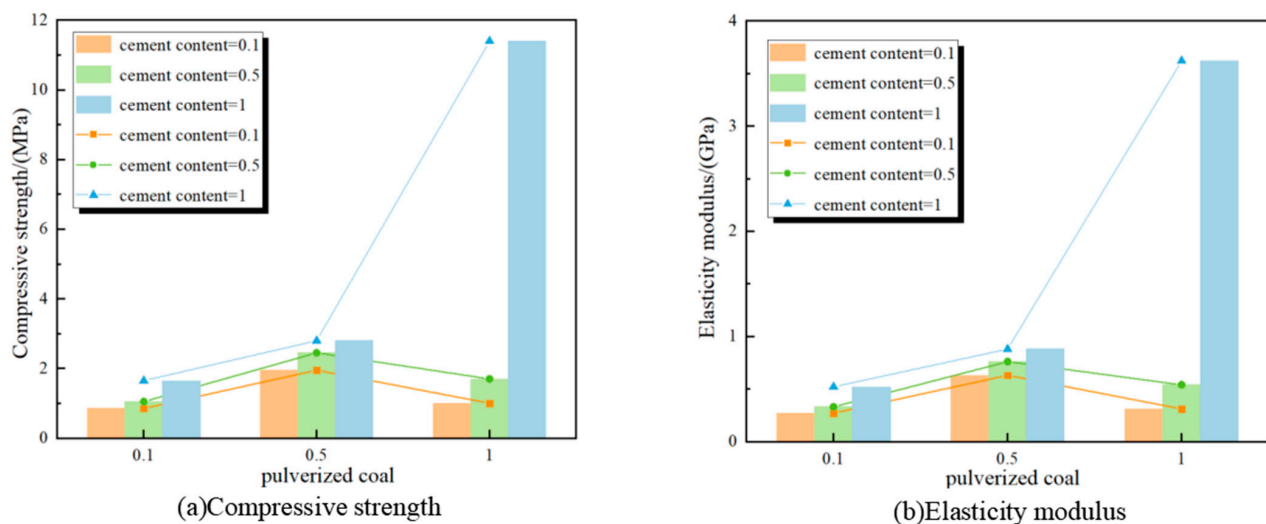 12
10
8
6
4
2
0
Compressive strength/(MPa)
cement content=0.1
cement content=0.5
cement content=1
cement content=0.1
cement content=0.5
cement content=1
0.1
0.5
1
pulverized coal
(a)Compressive strength
4
3
2
1
0
Elasticity modulus/(GPa)
cement content=0.1
cement content=0.5
cement content=1
cement content=0.1
cement content=0.5
cement content=1
0.1
0.5
1
pulverized coal
(b)Elasticity modulus